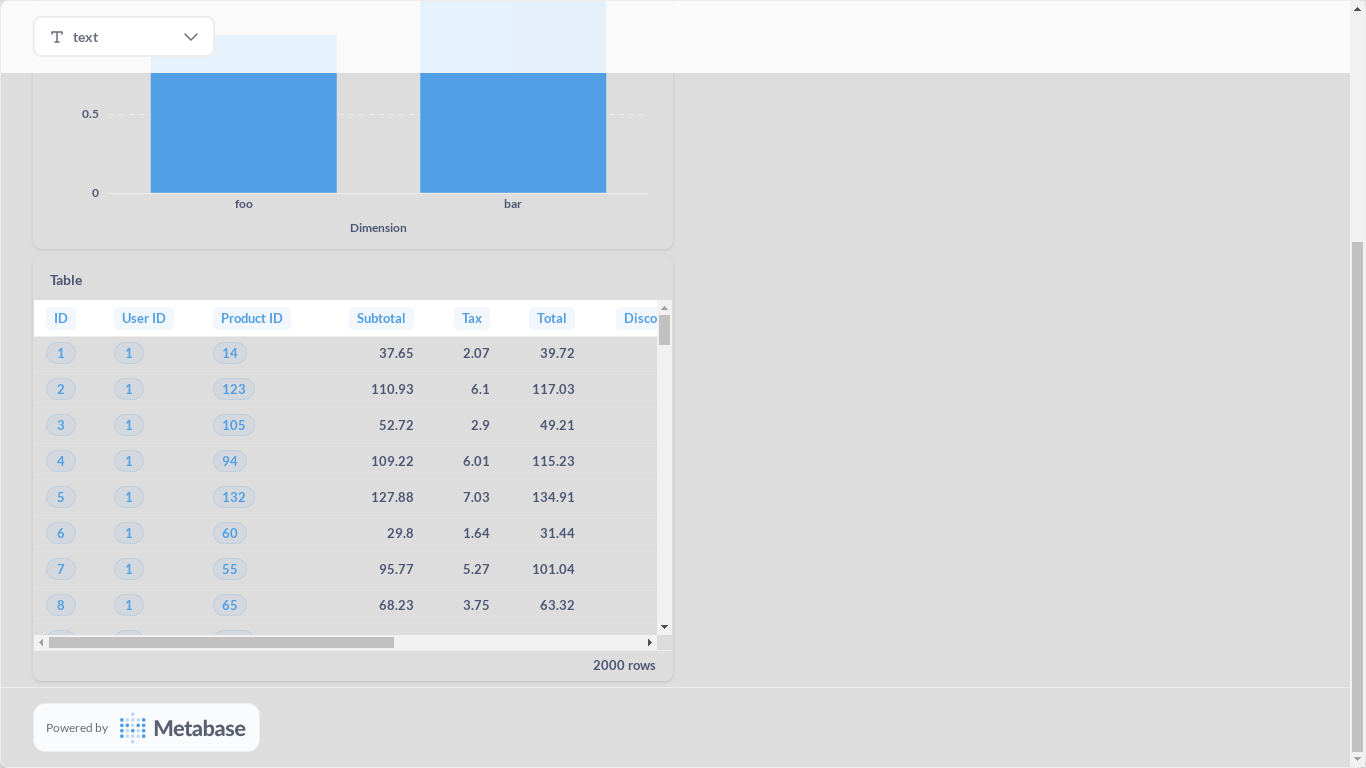 text
0.5
0
foo bar
Dimension
Table
ID User ID Product ID Subtotal Tax Total Disco
1 1 14 37.65 2.07 39.72
2 1 123 110.93 6.1 117.03
3 1 105 52.72 2.9 49.21
4 1 94 109.22 6.01 115.23
5 1 132 127.88 7.03 134.91
6 1 60 29.8 1.64 31.44
7 1 55 95.77 5.27 101.04
8 1 65 68.23 3.75 63.32
2000 rows
Powered by Metabase